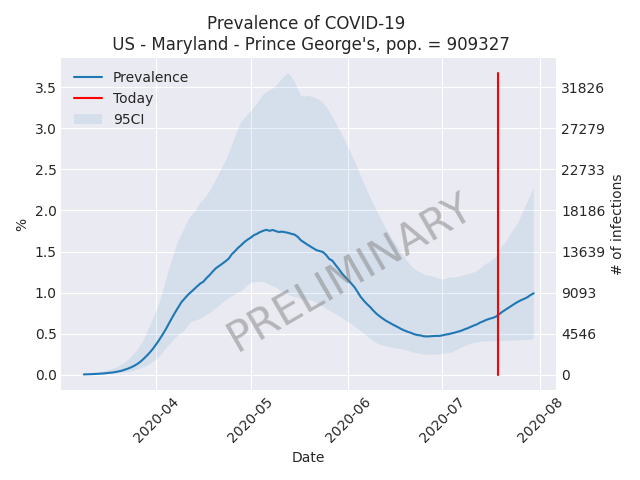 Prevalence of COVID-19
US - Maryland - Prince George's, pop. = 909327
Prevalence
Today
95CI
PRELIMINARY
%
3.5
3.0
2.5
2.0
1.5
1.0
0.5
0.0
31826
27279
22733
18186
13639
9093
4546
0
# of infections
2020-04
2020-05
2020-06
2020-07
2020-08
Date